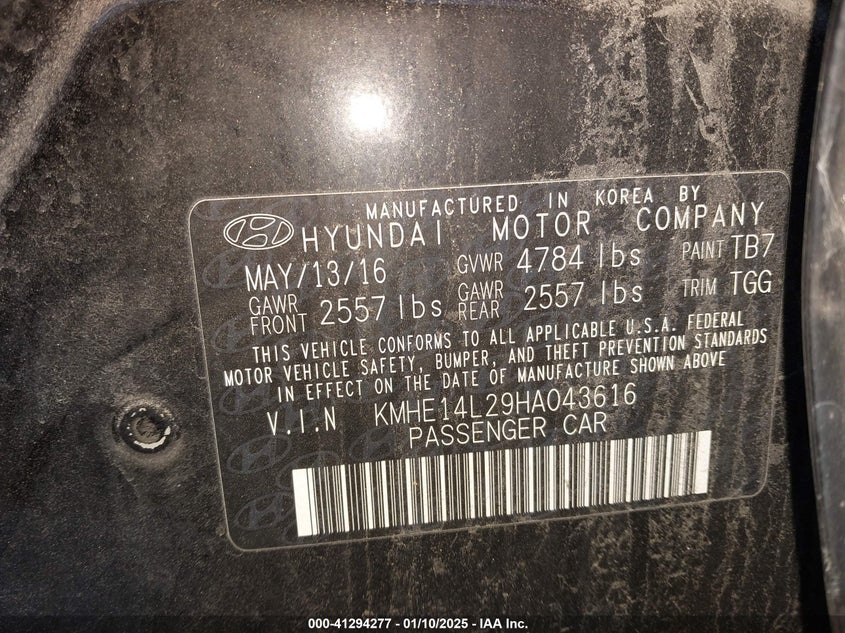 MANUFACTURED IN KOREA BY
HYUNDAI MOTOR COMPANY
MAY/13/16 GVWR 4784 lbs PAINT TB7
GAWR FRONT 2557 lbs GAWR REAR 2557 lbs TRIM TGG
THIS VEHICLE CONFORMS TO ALL APPLICABLE U.S.A. FEDERAL
MOTOR VEHICLE SAFETY, BUMPER, AND THEFT PREVENTION STANDARDS
IN EFFECT ON THE DATE OF MANUFACTURE SHOWN ABOVE
V.I.N KMHE14L29HA043616
PASSENGER CAR
000-41294277 - 01/10/2025 - IAA Inc.